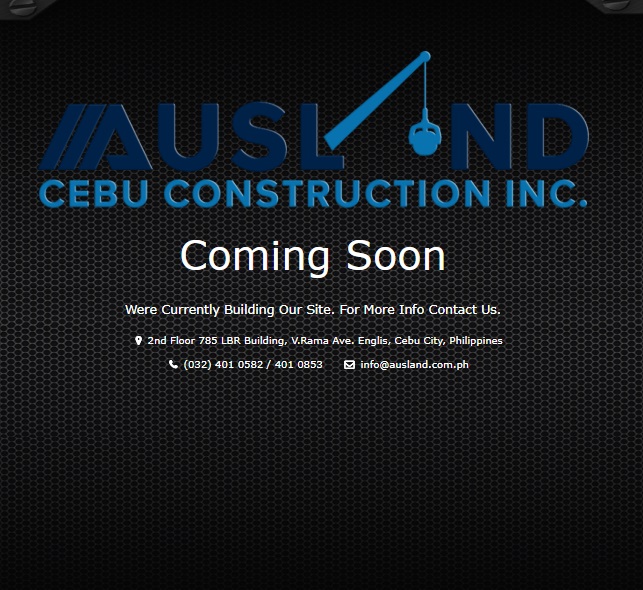 AUSLAND
CEBU CONSTRUCTION INC.
Coming Soon
Were Currently Building Our Site. For More Info Contact Us.
2nd Floor 785 LBR Building, V.Rama Ave. Englis, Cebu City, Philippines
(032) 401 0582 / 401 0853 info@ausland.com.ph